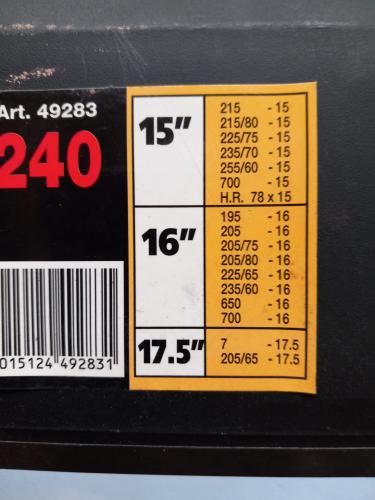 Art. 49283
240
15"
215 - 15
215/80 - 15
225/75 - 15
235/70 - 15
255/60 - 15
700 - 15
H.R. 78 x 15
16"
195 - 16
205 - 16
205/75 - 16
205/80 - 16
225/65 - 16
235/60 - 16
650 - 16
700 - 16
17.5"
7 - 17.5
205/65 - 17.5
015124 492831